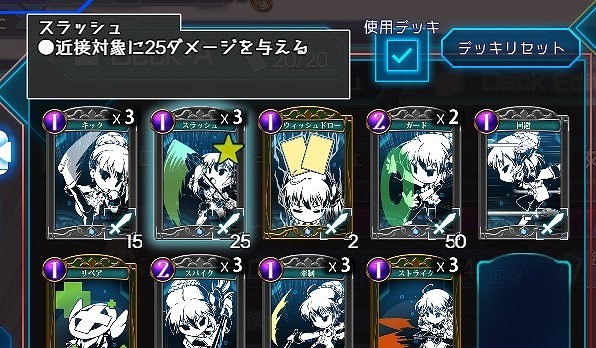 スラッシュ
●近接対象に25ダメージを与える
使用デッキ
デッキリセット
20/20
1 キック x3 15
1 スラッシュ x3 25
1 ウィッシュドロー 2
2 ガード x2 50
1 回避
1 リペア
2 スパイク x3
1 牽制 x3
1 ストライク x3